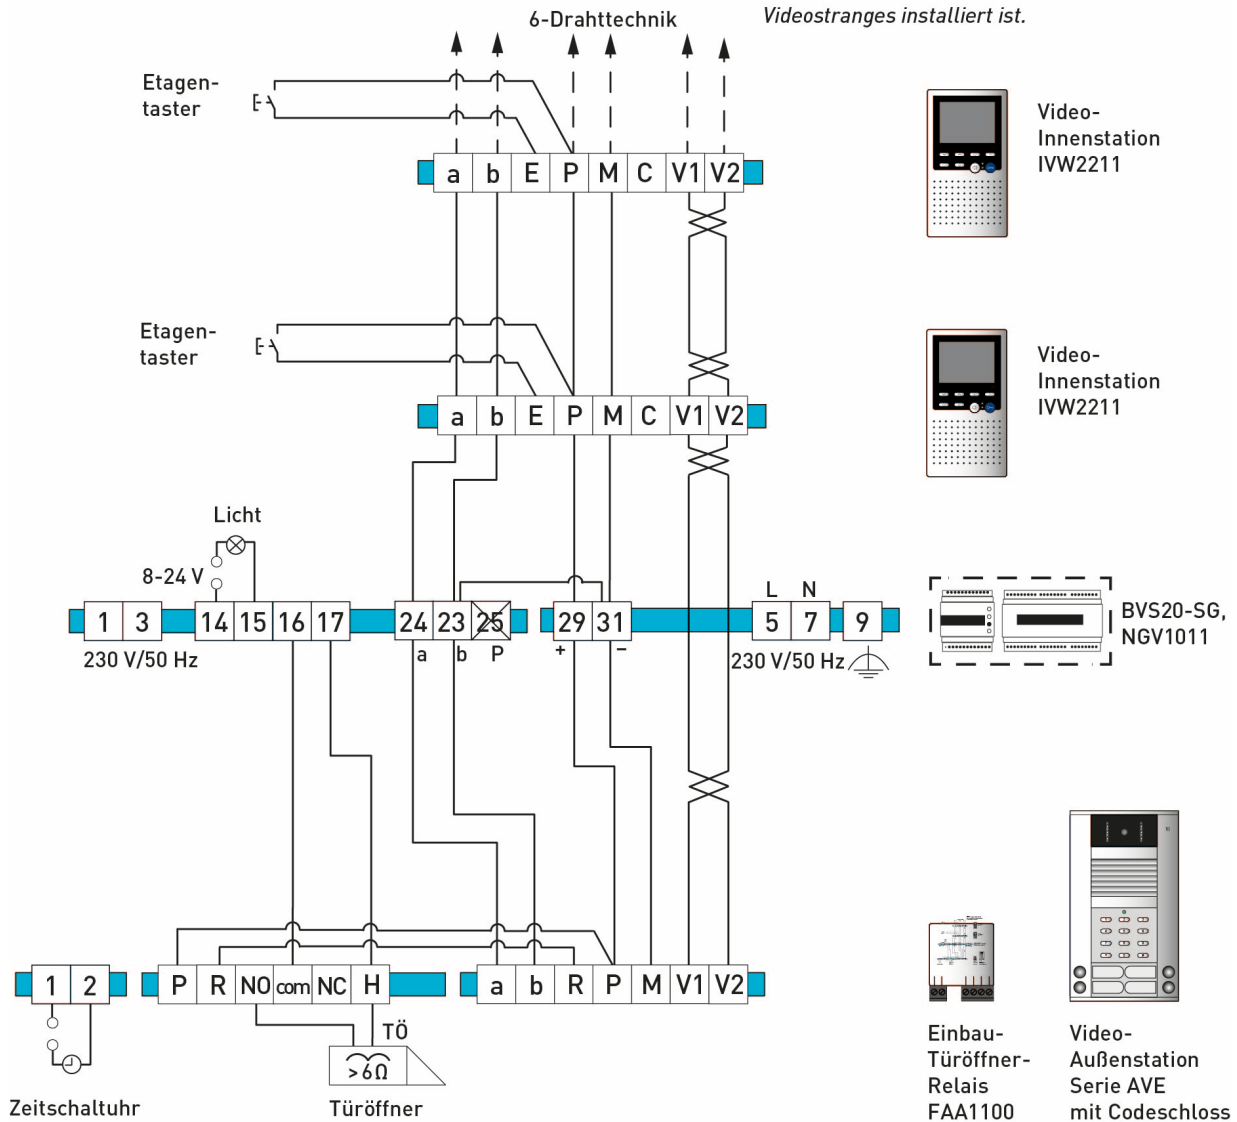 6-Drahttechnik
Videostranges installiert ist.
Etagen-
taster
a b E P M C V1 V2
Video-
Innenstation
IVW2211
Etagen-
taster
a b E P M C V1 V2
Video-
Innenstation
IVW2211
Licht
8-24 V
L N
1 3 14 15 16 17 24 23 25 29 31 5 7 9
230 V/50 Hz
a b P + − 230 V/50 Hz
BVS20-SG,
NGV1011
1 2 P R NO com NC H a b R P M V1 V2
TÖ
>6Ω
Zeitschaltuhr
Türöffner
Einbau-
Türöffner-
Relais
FAA1100
Video-
Außenstation
Serie AVE
mit Codeschloss